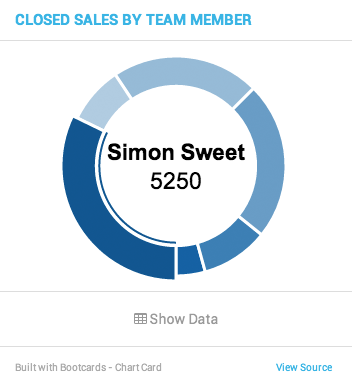 CLOSED SALES BY TEAM MEMBER
Simon Sweet
5250
Show Data
Built with Bootcards - Chart Card
View Source